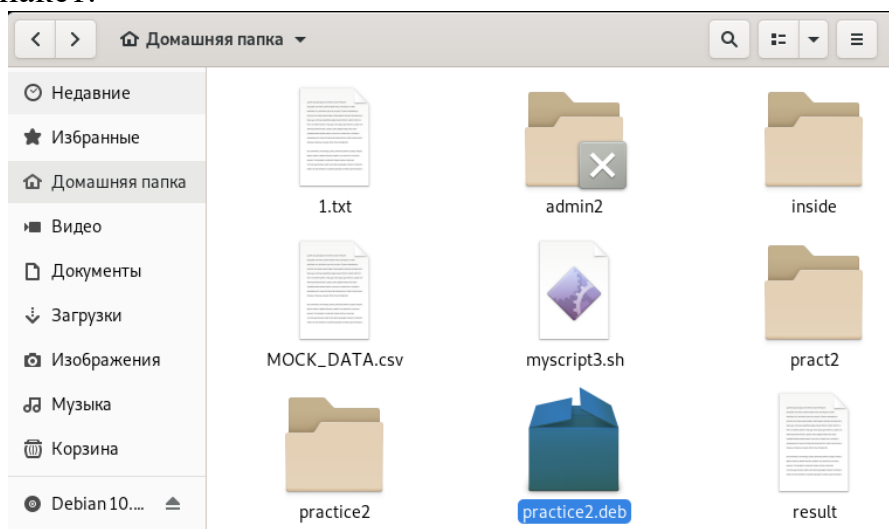 Домашняя папка
Недавние
Избранные
Домашняя папка
Видео
Документы
Загрузки
Изображения
Музыка
Корзина
Debian 10....
1.txt
admin2
inside
MOCK_DATA.csv
myscript3.sh
pract2
practice2
practice2.deb
result